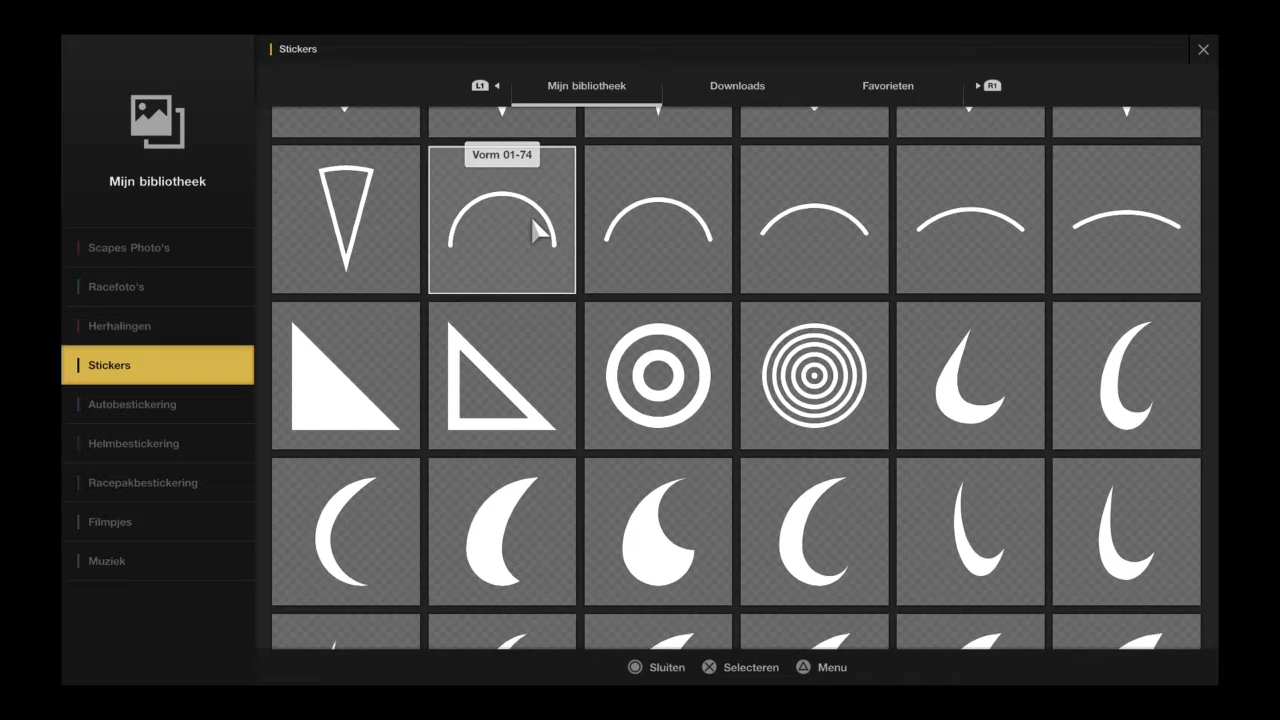 Stickers
L1 Mijn bibliotheek Downloads Favorieten R1
Mijn bibliotheek
Scapes Photo's
Racefoto's
Herhalingen
Stickers
Autobestickering
Helmbestickering
Racepakbestickering
Filmpjes
Muziek
Vorm 01-74
Sluiten Selecteren Menu